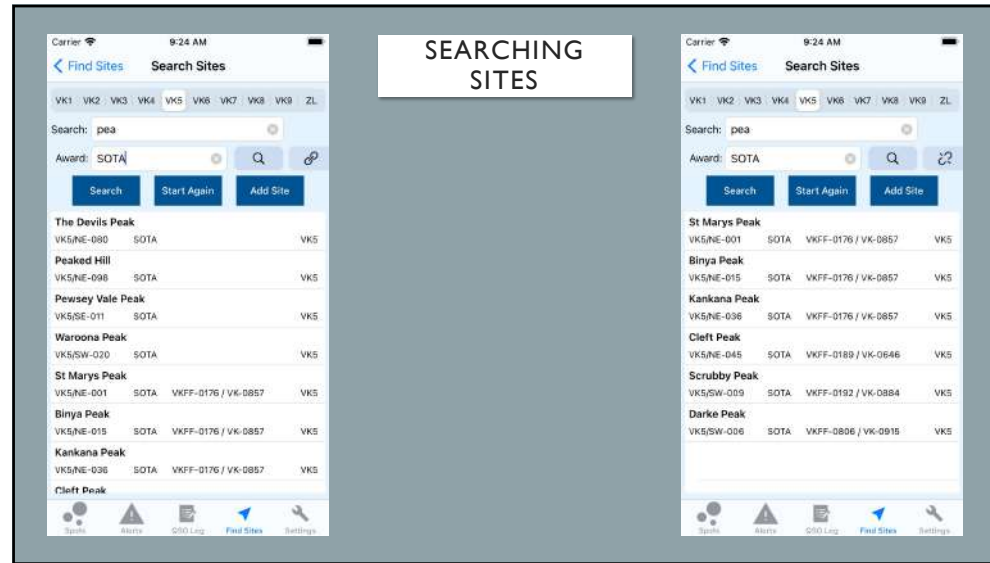 SEARCHING
SITES
Carrier 9:24 AM
Find Sites Search Sites
VK1 VK2 VK3 VK4 VK5 VK6 VK7 VK8 VK9 ZL
Search: pea
Award: SOTA
Search Start Again Add Site
The Devils Peak
VK5/NE-080 SOTA VK5
Peaked Hill
VK5/NE-098 SOTA VK5
Pewsey Vale Peak
VK5/SE-011 SOTA VK5
Waroona Peak
VK5/SW-020 SOTA VK5
St Marys Peak
VK5/NE-001 SOTA VKFF-0176 / VK-0857 VK5
Binya Peak
VK5/NE-015 SOTA VKFF-0176 / VK-0857 VK5
Kankana Peak
VK5/NE-036 SOTA VKFF-0176 / VK-0857 VK5
Cleft Peak
Spots Alerts QSO Log Find Sites Settings
Carrier 9:24 AM
Find Sites Search Sites
VK1 VK2 VK3 VK4 VK5 VK6 VK7 VK8 VK9 ZL
Search: pea
Award: SOTA
Search Start Again Add Site
St Marys Peak
VK5/NE-001 SOTA VKFF-0176 / VK-0857 VK5
Binya Peak
VK5/NE-015 SOTA VKFF-0176 / VK-0857 VK5
Kankana Peak
VK5/NE-036 SOTA VKFF-0176 / VK-0857 VK5
Cleft Peak
VK5/NE-045 SOTA VKFF-0189 / VK-0646 VK5
Scrubby Peak
VK5/SW-009 SOTA VKFF-0192 / VK-0884 VK5
Darke Peak
VK5/SW-006 SOTA VKFF-0806 / VK-0915 VK5
Spots Alerts QSO Log Find Sites Settings